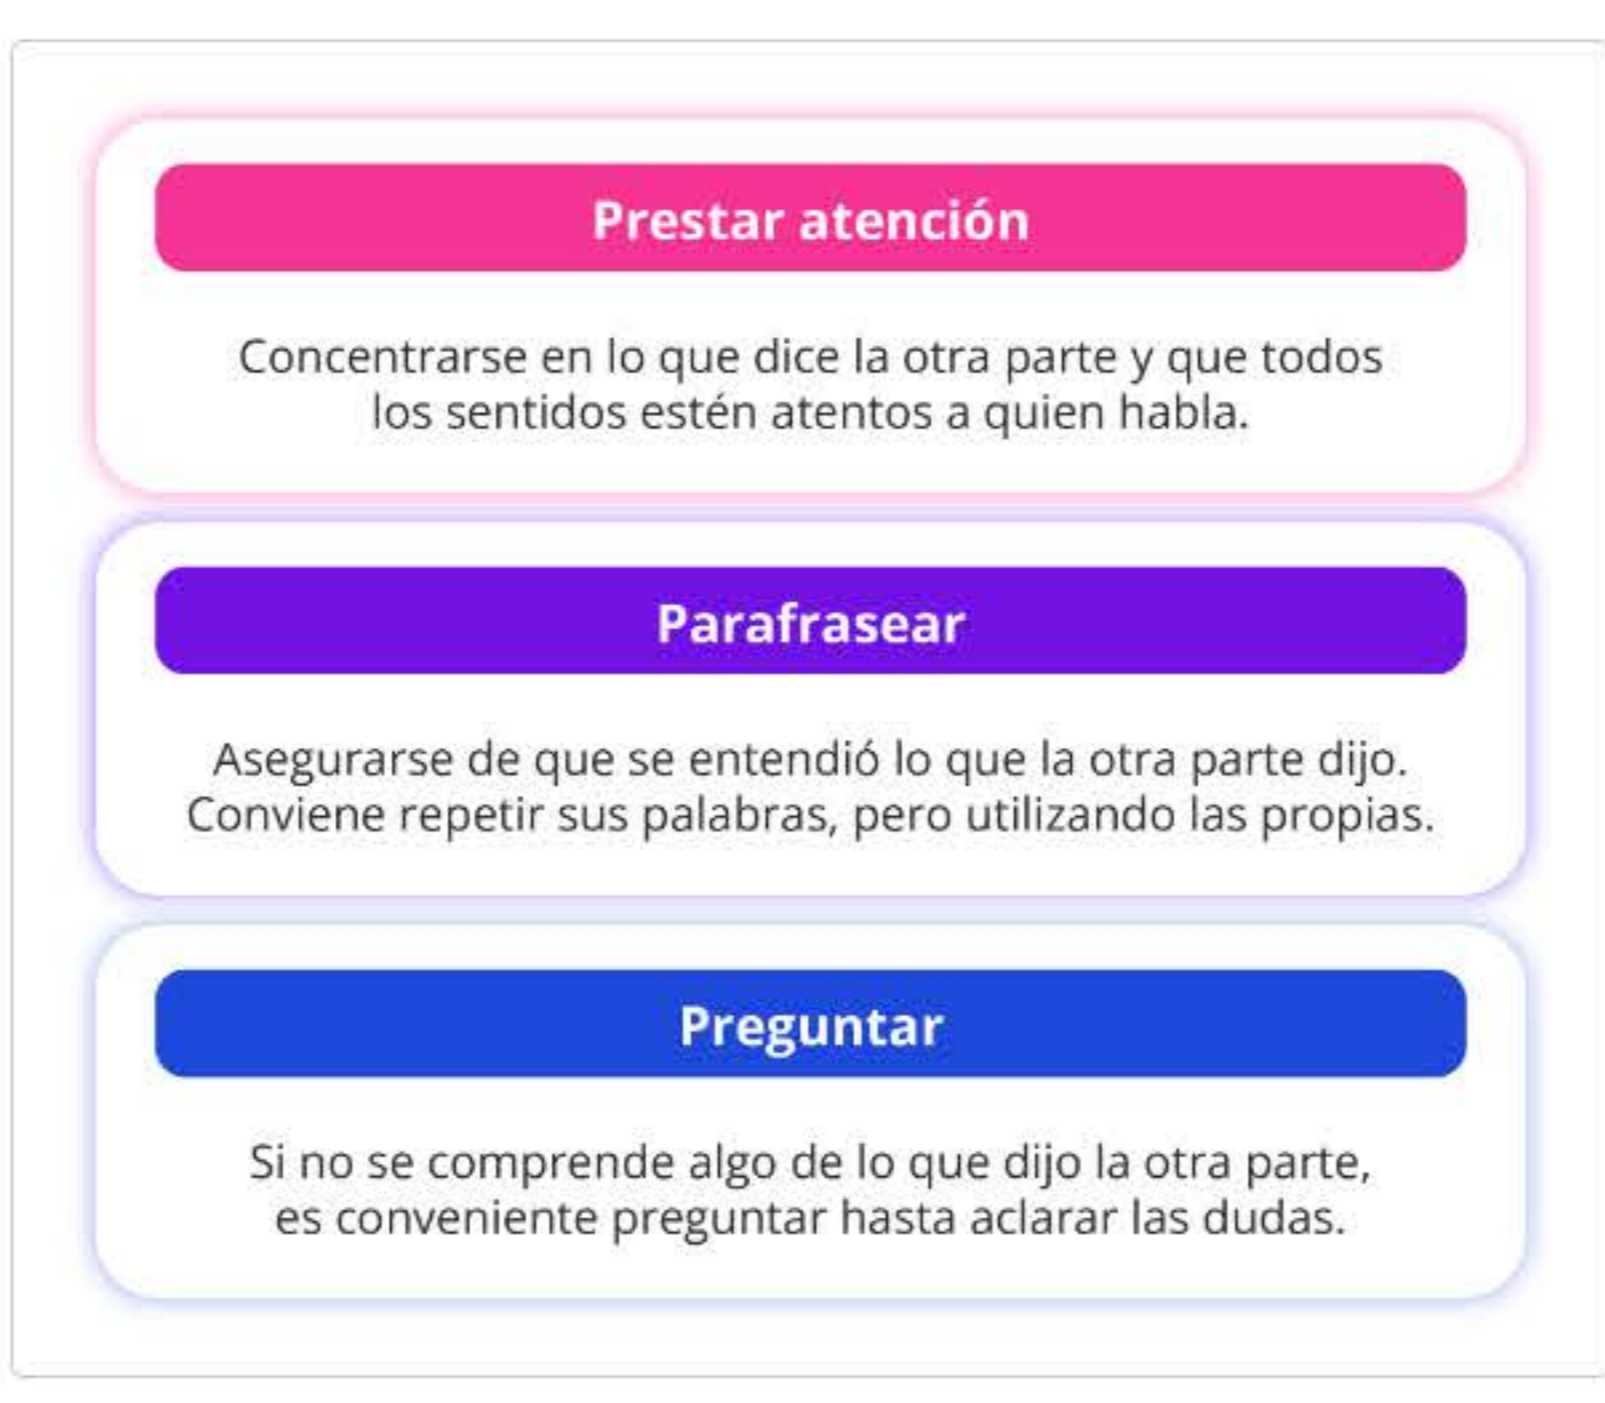 Prestar atención
Concentrarse en lo que dice la otra parte y que todos
los sentidos estén atentos a quien habla.
Parafrasear
Asegurarse de que se entendió lo que la otra parte dijo.
Conviene repetir sus palabras, pero utilizando las propias.
Preguntar
Si no se comprende algo de lo que dijo la otra parte,
es conveniente preguntar hasta aclarar las dudas.